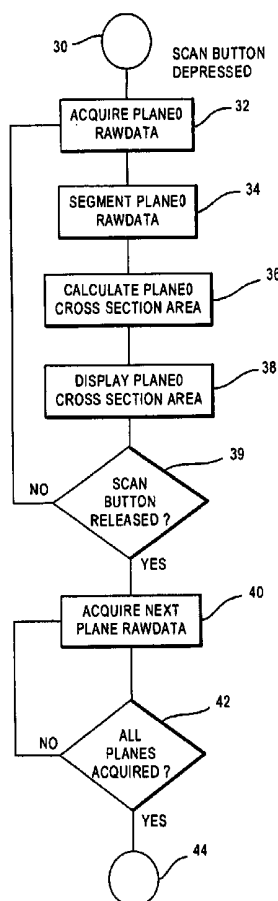 30
SCAN BUTTON
DEPRESSED
ACQUIRE PLANE0
RAWDATA
32
SEGMENT PLANE0
RAWDATA
34
CALCULATE PLANE0
CROSS SECTION AREA
36
DISPLAY PLANE0
CROSS SECTION AREA
38
SCAN
BUTTON
RELEASED ?
39
NO
YES
ACQUIRE NEXT
PLANE RAWDATA
40
ALL
PLANES
ACQUIRED ?
42
NO
YES
44